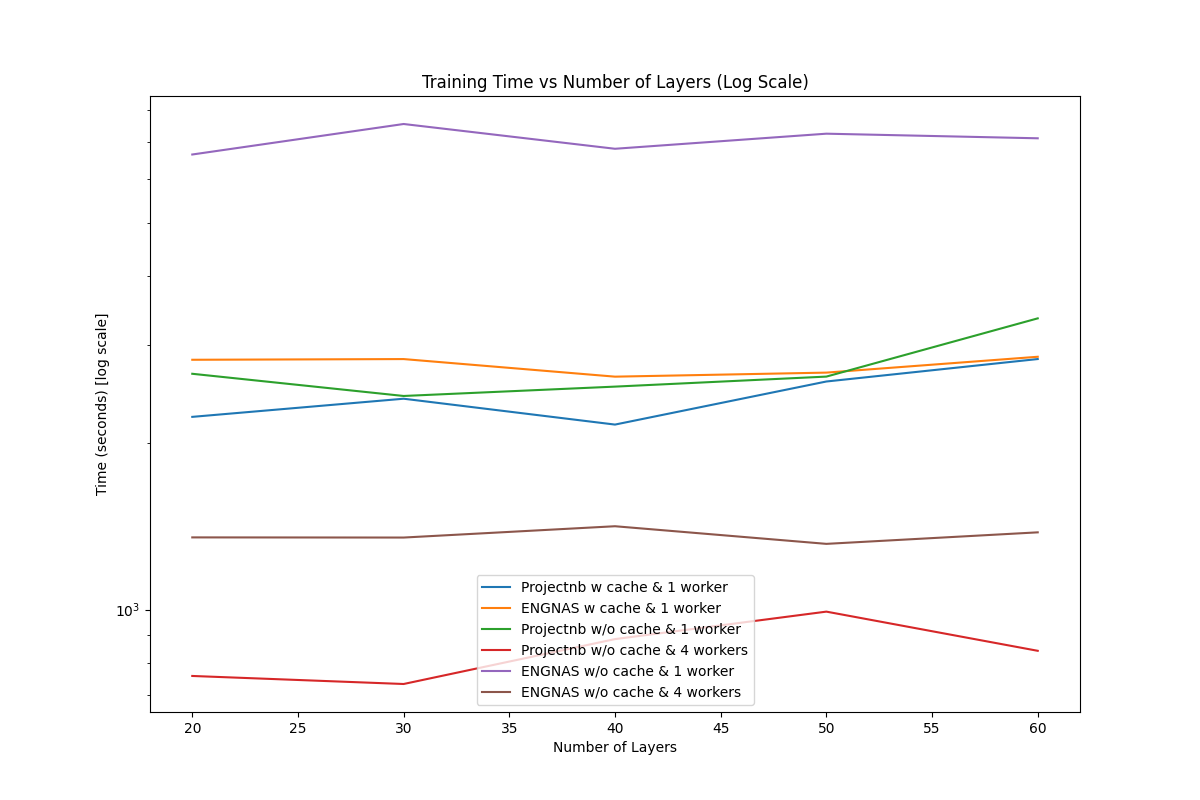 Training Time vs Number of Layers (Log Scale)
Time (seconds) [log scale]
10³
Projectnb w cache & 1 worker
ENGNAS w cache & 1 worker
Projectnb w/o cache & 1 worker
Projectnb w/o cache & 4 workers
ENGNAS w/o cache & 1 worker
ENGNAS w/o cache & 4 workers
20 25 30 35 40 45 50 55 60
Number of Layers